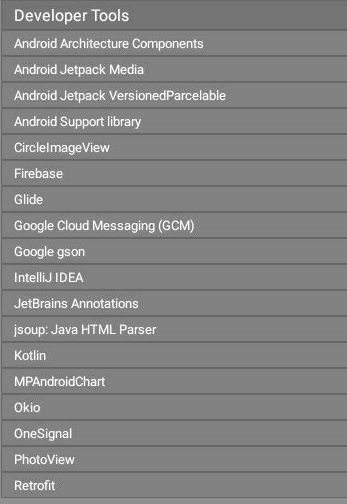 Developer Tools
Android Architecture Components
Android Jetpack Media
Android Jetpack VersionedParcelable
Android Support library
CircleImageView
Firebase
Glide
Google Cloud Messaging (GCM)
Google gson
IntelliJ IDEA
JetBrains Annotations
jsoup: Java HTML Parser
Kotlin
MPAndroidChart
Okio
OneSignal
PhotoView
Retrofit